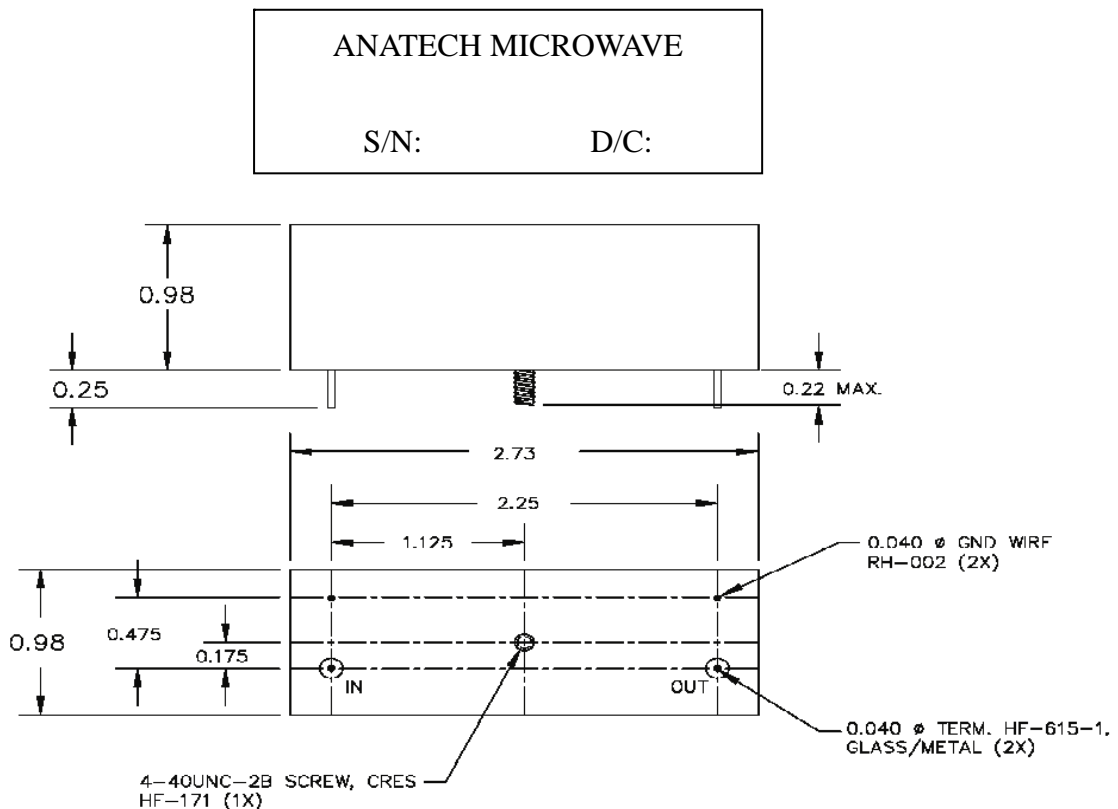 ANATECH MICROWAVE
S/N: D/C:
0.98
0.25
0.22 MAX.
2.73
2.25
1.125
0.040 ø GND WIRE
RH-002 (2X)
0.98
0.475
0.175
IN
OUT
0.040 ø TERM. HF-615-1,
GLASS/METAL (2X)
4-40UNC-2B SCREW, CRES
HF-171 (1X)